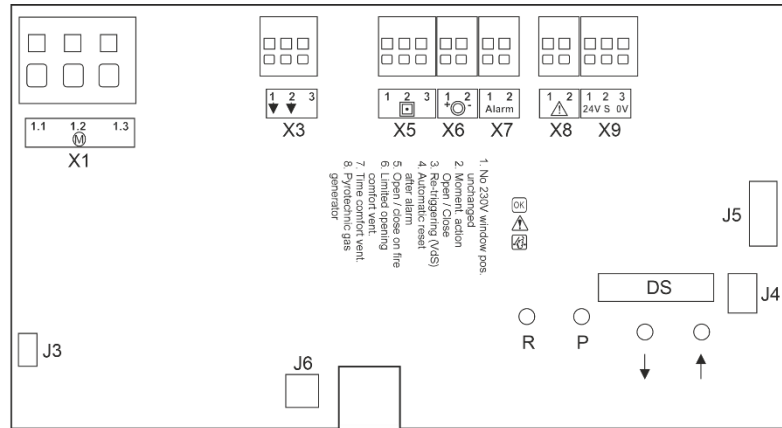 1.1 1.2 1.3
M
X1
1 2 3
X3
1 2 3
X5
1 2
+ -
X6
1 2
Alarm
X7
1 2
X8
1 2 3
24V S 0V
X9
1. No 230V window pos.
unchanged
2. Moment. action
Open / Close
3. Re-triggering (VdS)
4. Automatic reset
5. Open / close on fire
after alarm
6. Limited opening
comfort vent.
7. Time comfort vent.
8. Pyrotechnic gas
generator
OK
J5
DS
J4
R P
J3
J6